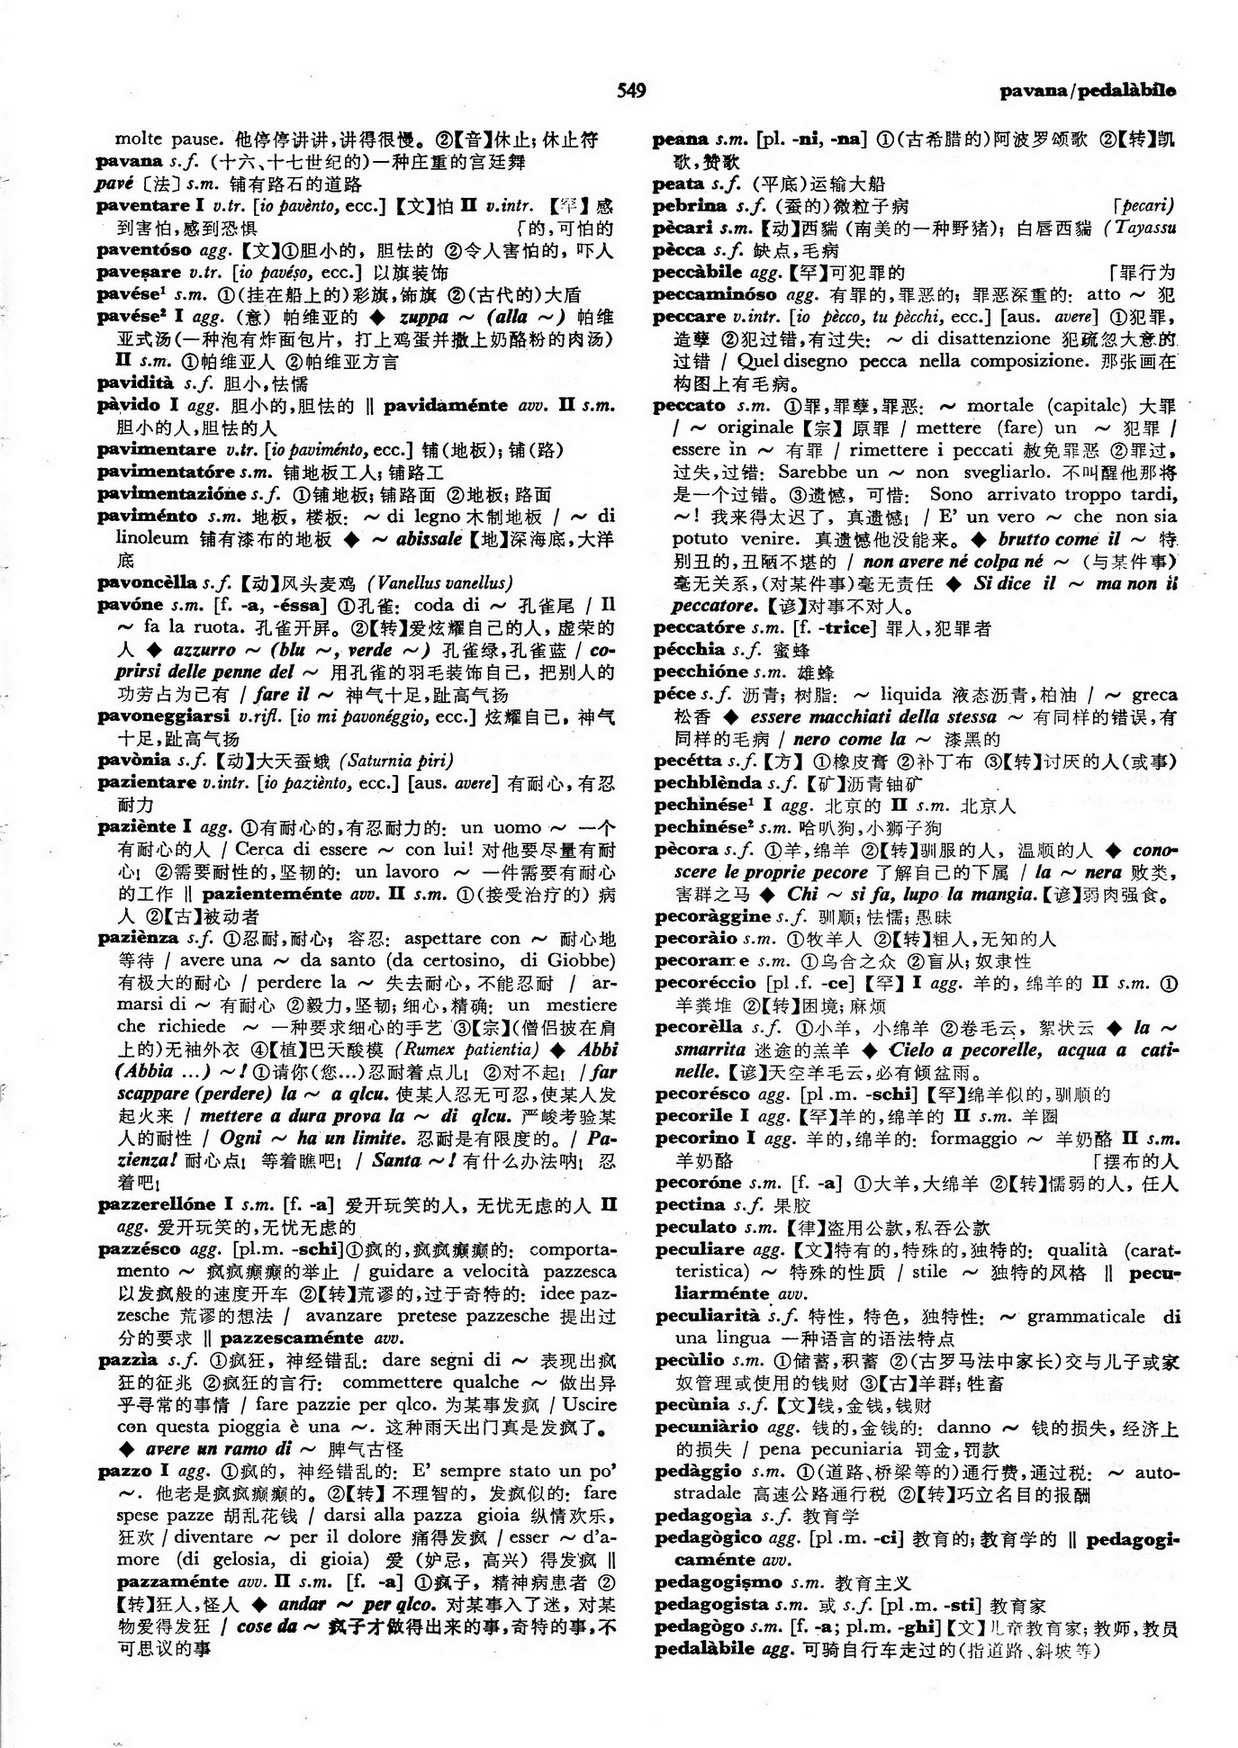 549
pavana/pedalàbile
molte pause. 他停停讲讲,讲得很慢。②【音】休止; 休止符
pavana s.f. (十六、十七世纪的)一种庄重的宫廷舞
pavé〔法〕s.m. 铺有路石的道路
paventare I v.tr. [io pavènto, ecc.]【文】怕 II v.intr. 【罕】感
到害怕,感到恐惧 「的,可怕的
paventóso agg.【文】①胆小的, 胆怯的 ②令人害怕的, 吓人
paveṣare v.tr. [io pavéṣo, ecc.] 以旗装饰
pavése¹ s.m. ①(挂在船上的)彩旗,饰旗 ②(古代的)大盾
pavése² I agg. (意) 帕维亚的 ◆ zuppa ~ (alla ~) 帕维
亚式汤(一种泡有炸面包片, 打上鸡蛋并撒上奶酪粉的肉汤)
II s.m. ①帕维亚人 ②帕维亚方言
pavidità s.f. 胆小,怯懦
pàvido I agg. 胆小的,胆怯的 ‖ pavidaménte avv. II s.m.
胆小的人,胆怯的人
pavimentare v.tr. [io paviménto, ecc.] 铺(地板); 铺(路)
pavimentatóre s.m. 铺地板工人; 铺路工
pavimentazióne s.f. ①铺地板; 铺路面 ②地板; 路面
paviménto s.m. 地板, 楼板: ~ di legno 木制地板 / ~ di
linoleum 铺有漆布的地板 ◆ ~ abissale【地】深海底,大洋
底
pavoncèlla s.f.【动】风头麦鸡 (Vanellus vanellus)
pavóne s.m. [f. -a, -éssa] ①孔雀: coda di ~ 孔雀尾 / Il
~ fa la ruota. 孔雀开屏。②【转】爱炫耀自己的人, 虚荣的
人 ◆ azzurro ~ (blu ~, verde ~) 孔雀绿,孔雀蓝 / co-
prirsi delle penne del ~ 用孔雀的羽毛装饰自己, 把别人的
功劳占为己有 / fare il ~ 神气十足,趾高气扬
pavoneggiarsi v.rifl. [io mi pavonéggio, ecc.] 炫耀自己, 神气
十足,趾高气扬
pavònia s.f.【动】大天蚕蛾 (Saturnia piri)
pazientare v.intr. [io paziènto, ecc.] [aus. avere] 有耐心,有忍
耐力
paziènte I agg. ①有耐心的,有忍耐力的: un uomo ~ 一个
有耐心的人 / Cerca di essere ~ con lui! 对他要尽量有耐
心! ②需要耐性的,坚韧的: un lavoro ~ 一件需要有耐心
的工作 ‖ pazienteménte avv. II s.m. ①(接受治疗的) 病
人 ②【古】被动者
paziènza s.f. ①忍耐,耐心; 容忍: aspettare con ~ 耐心地
等待 / avere una ~ da santo (da certosino, di Giobbe)
有极大的耐心 / perdere la ~ 失去耐心,不能忍耐 / ar-
marsi di ~ 有耐心 ②毅力,坚韧; 细心,精确: un mestiere
che richiede ~ 一种要求细心的手艺 ③【宗】(僧侣披在肩
上的)无袖外衣 ④【植】巴天酸模 (Rumex patientia) ◆ Abbi
(Abbia ...) ~! ①请你(您...)忍耐着点儿! ②对不起! / far
scappare (perdere) la ~ a qlcu. 使某人忍无可忍,使某人发
起火来 / mettere a dura prova la ~ di qlcu. 严峻考验某
人的耐性 / Ogni ~ ha un limite. 忍耐是有限度的。/ Pa-
zienza! 耐心点! 等着瞧吧! / Santa ~! 有什么办法呐! 忍
着吧!
pazzerellóne I s.m. [f. -a] 爱开玩笑的人, 无忧无虑的人 II
agg. 爱开玩笑的,无忧无虑的
pazzésco agg. [pl.m. -schi]①疯的,疯疯癫癫的: comporta-
mento ~ 疯疯癫癫的举止 / guidare a velocità pazzesca
以发疯般的速度开车 ②【转】荒谬的,过于奇特的: idee paz-
zesche 荒谬的想法 / avanzare pretese pazzesche 提出过
分的要求 ‖ pazzescaménte avv.
pazzìa s.f. ①疯狂, 神经错乱: dare segni di ~ 表现出疯
狂的征兆 ②疯狂的言行: commettere qualche ~ 做出异
乎寻常的事情 / fare pazzie per qlco. 为某事发疯 / Uscire
con questa pioggia è una ~. 这种雨天出门真是发疯了。
◆ avere un ramo di ~ 脾气古怪
pazzo I agg. ①疯的, 神经错乱的: E' sempre stato un po'
~. 他老是疯疯癫癫的。②【转】不理智的, 发疯似的: fare
spese pazze 胡乱花钱 / darsi alla pazza gioia 纵情欢乐,
狂欢 / diventare ~ per il dolore 痛得发疯 / esser ~ d'a-
more (di gelosia, di gioia) 爱 (妒忌, 高兴) 得发疯 ‖
pazzaménte avv. II s.m. [f. -a] ①疯子, 精神病患者 ②
【转】狂人,怪人 ◆ andar ~ per qlco. 对某事入了迷, 对某
物爱得发狂 / cose da ~ 疯子才做得出来的事,奇特的事,不
可思议的事
peana s.m. [pl. -ni, -na] ①(古希腊的)阿波罗颂歌 ②【转】凯
歌,赞歌
peata s.f. (平底)运输大船
pebrina s.f. (蚕的)微粒子病 「pecari)
pècari s.m.【动】西貒 (南美的一种野猪); 白唇西貒 (Tayassu
pècca s.f. 缺点,毛病
peccàbile agg.【罕】可犯罪的 「罪行为
peccaminóso agg. 有罪的,罪恶的; 罪恶深重的: atto ~ 犯
peccare v.intr. [io pècco, tu pècchi, ecc.] [aus. avere] ①犯罪,
造孽 ②犯过错,有过失: ~ di disattenzione 犯疏忽大意的
过错 / Quel disegno pecca nella composizione. 那张画在
构图上有毛病。
peccato s.m. ①罪,罪孽,罪恶: ~ mortale (capitale) 大罪
/ ~ originale【宗】原罪 / mettere (fare) un ~ 犯罪 /
essere in ~ 有罪 / rimettere i peccati 赦免罪恶 ②罪过,
过失,过错: Sarebbe un ~ non svegliarlo. 不叫醒他那将
是一个过错。③遗憾, 可惜: Sono arrivato troppo tardi,
~! 我来得太迟了, 真遗憾! / E' un vero ~ che non sia
potuto venire. 真遗憾他没能来。◆ brutto come il ~ 特
别丑的,丑陋不堪的 / non avere né colpa né ~ (与某件事)
毫无关系,(对某件事)毫无责任 ◆ Si dice il ~ ma non il
peccatore.【谚】对事不对人。
peccatóre s.m. [f. -trice] 罪人,犯罪者
pécchia s.f. 蜜蜂
pecchióne s.m. 雄蜂
péce s.f. 沥青; 树脂: ~ liquida 液态沥青,柏油 / ~ greca
松香 ◆ essere macchiati della stessa ~ 有同样的错误,有
同样的毛病 / nero come la ~ 漆黑的
pecétta s.f.【方】①橡皮膏 ②补丁布 ③【转】讨厌的人(或事)
pechblènda s.f.【矿】沥青铀矿
pechinése¹ I agg. 北京的 II s.m. 北京人
pechinése² s.m. 哈叭狗,小狮子狗
pècora s.f. ①羊,绵羊 ②【转】驯服的人, 温顺的人 ◆ cono-
scere le proprie pecore 了解自己的下属 / la ~ nera 败类,
害群之马 ◆ Chi ~ si fa, lupo la mangia.【谚】弱肉强食。
pecoràggine s.f. 驯顺; 怯懦; 愚昧
pecoràio s.m. ①牧羊人 ②【转】粗人,无知的人
pecorame s.m. ①乌合之众 ②盲从; 奴隶性
pecoréccio [pl.f. -ce]【罕】I agg. 羊的, 绵羊的 II s.m. ①
羊粪堆 ②【转】困境; 麻烦
pecorèlla s.f. ①小羊, 小绵羊 ②卷毛云, 絮状云 ◆ la ~
smarrita 迷途的羔羊 ◆ Cielo a pecorelle, acqua a cati-
nelle.【谚】天空羊毛云,必有倾盆雨。
pecorésco agg. [pl.m. -schi]【罕】绵羊似的,驯顺的
pecorile I agg.【罕】羊的,绵羊的 II s.m. 羊圈
pecorino I agg. 羊的,绵羊的: formaggio ~ 羊奶酪 II s.m.
羊奶酪 「摆布的人
pecoróne s.m. [f. -a] ①大羊,大绵羊 ②【转】懦弱的人, 任人
pectina s.f. 果胶
peculato s.m.【律】盗用公款,私吞公款
peculiare agg.【文】特有的,特殊的,独特的: qualità (carat-
teristica) ~ 特殊的性质 / stile ~ 独特的风格 ‖ pecu-
liarménte avv.
peculiarità s.f. 特性, 特色, 独特性: ~ grammaticale di
una lingua 一种语言的语法特点
pecùlio s.m. ①储蓄,积蓄 ②(古罗马法中家长)交与儿子或家
奴管理或使用的钱财 ③【古】羊群; 牲畜
pecùnia s.f.【文】钱,金钱,钱财
pecuniàrio agg. 钱的,金钱的: danno ~ 钱的损失, 经济上
的损失 / pena pecuniaria 罚金,罚款
pedàggio s.m. ①(道路、桥梁等的)通行费,通过税: ~ auto-
stradale 高速公路通行税 ②【转】巧立名目的报酬
pedagogìa s.f. 教育学
pedagògico agg. [pl.m. -ci] 教育的; 教育学的 ‖ pedagogi-
caménte avv.
pedagogiṣmo s.m. 教育主义
pedagogista s.m. 或 s.f. [pl.m. -sti] 教育家
pedagògo s.m. [f. -a; pl.m. -ghi]【文】儿童教育家; 教师,教员
pedalàbile agg. 可骑自行车走过的(指道路、斜坡等)